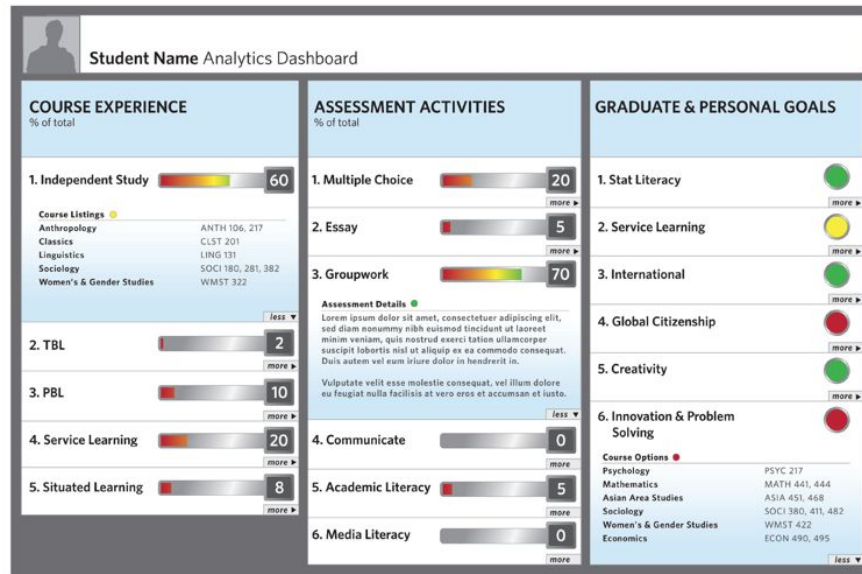 Student Name Analytics Dashboard
COURSE EXPERIENCE
% of total
1. Independent Study 60
Course Listings
Anthropology ANTH 106, 217
Classics CLST 201
Linguistics LING 131
Sociology SOCI 180, 281, 382
Women's & Gender Studies WMST 322
less ▼
2. TBL 2
more ▶
3. PBL 10
more ▶
4. Service Learning 20
more ▶
5. Situated Learning 8
more ▶
ASSESSMENT ACTIVITIES
% of total
1. Multiple Choice 20
more ▶
2. Essay 5
more ▶
3. Groupwork 70
Assessment Details
Lorem ipsum dolor sit amet, consectetuer adipiscing elit,
sed diam nonummy nibh euismod tincidunt ut laoreet
minim veniam, quis nostrud exerci tation ullamcorper
suscipit lobortis nisl ut aliquip ex ea commodo consequat.
Duis autem vel eum iriure dolor in hendrerit in.
Vulputate velit esse molestie consequat, vel illum dolore
eu feugiat nulla facilisis at vero eros et accumsan et iusto.
less ▼
4. Communicate 0
more
5. Academic Literacy 5
more
6. Media Literacy 0
more
GRADUATE & PERSONAL GOALS
1. Stat Literacy
more ▶
2. Service Learning
more ▶
3. International
more ▶
4. Global Citizenship
more ▶
5. Creativity
more ▶
6. Innovation & Problem
Solving
Course Options
Psychology PSYC 217
Mathematics MATH 441, 444
Asian Area Studies ASIA 451, 468
Sociology SOCI 380, 411, 482
Women's & Gender Studies WMST 422
Economics ECON 490, 495
less ▼